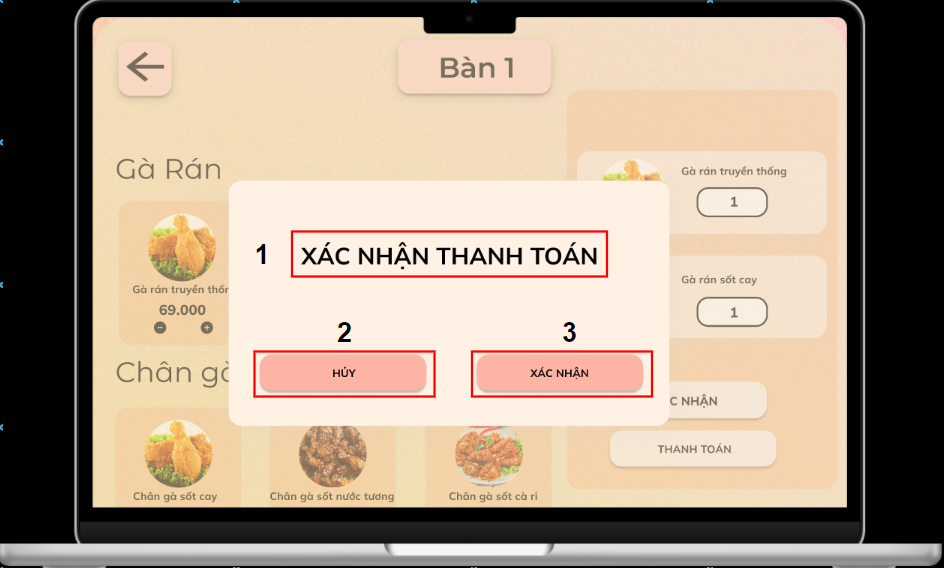 Bàn 1
Gà Rán
Gà rán truyền thống
1
1 XÁC NHẬN THANH TOÁN
Gà rán truyền thốn
69.000
Gà rán sốt cay
1
2
3
HỦY
XÁC NHẬN
Chân gà
C NHẬN
THANH TOÁN
Chân gà sốt cay
Chân gà sốt nước tương
Chân gà sốt cà ri